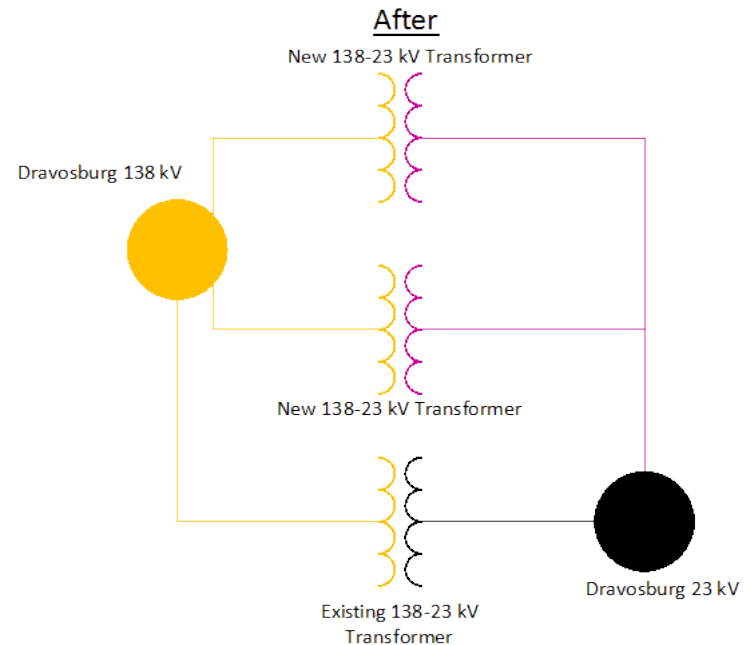 After
New 138-23 kV Transformer
Dravosburg 138 kV
New 138-23 kV Transformer
Dravosburg 23 kV
Existing 138-23 kV
Transformer